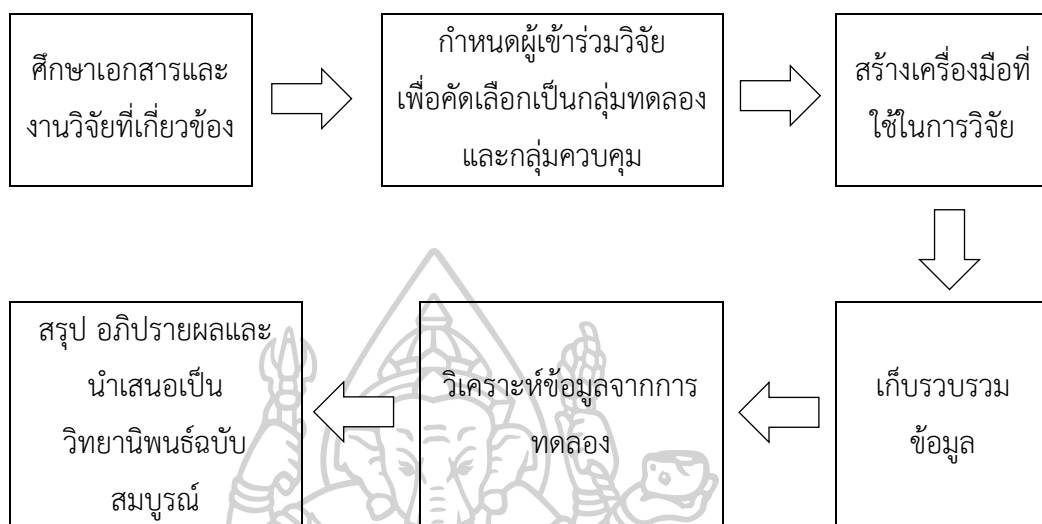 ศึกษาเอกสารและ
งานวิจัยที่เกี่ยวข้อง
กำหนดผู้เข้าร่วมวิจัย
เพื่อคัดเลือกเป็นกลุ่มทดลอง
และกลุ่มควบคุม
สร้างเครื่องมือที่
ใช้ในการวิจัย
เก็บรวบรวม
ข้อมูล
วิเคราะห์ข้อมูลจากการ
ทดลอง
สรุป อภิปรายผลและ
นำเสนอเป็น
วิทยานิพนธ์ฉบับ
สมบูรณ์